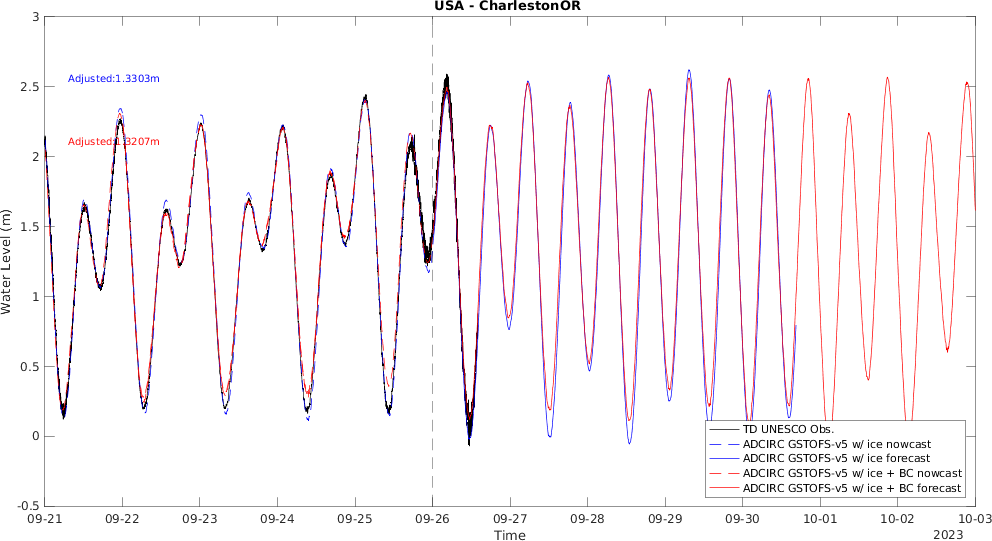 USA - CharlestonOR
3
2.5
2
1.5
1
0.5
0
-0.5
Water Level (m)
Adjusted:1.3303m
Adjusted:1.3207m
TD UNESCO Obs.
ADCIRC GSTOFS-v5 w/ ice nowcast
ADCIRC GSTOFS-v5 w/ ice forecast
ADCIRC GSTOFS-v5 w/ ice + BC nowcast
ADCIRC GSTOFS-v5 w/ ice + BC forecast
09-21 09-22 09-23 09-24 09-25 09-26 09-27 09-28 09-29 09-30 10-01 10-02 10-03
Time
2023